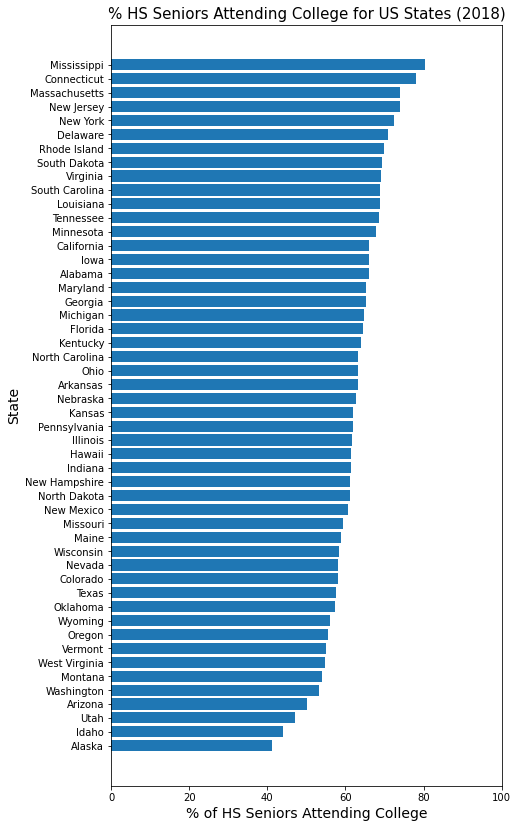 % HS Seniors Attending College for US States (2018)
Mississippi
Connecticut
Massachusetts
New Jersey
New York
Delaware
Rhode Island
South Dakota
Virginia
South Carolina
Louisiana
Tennessee
Minnesota
California
Iowa
Alabama
Maryland
Georgia
Michigan
Florida
Kentucky
North Carolina
Ohio
Arkansas
Nebraska
Kansas
Pennsylvania
Illinois
Hawaii
Indiana
New Hampshire
North Dakota
New Mexico
Missouri
Maine
Wisconsin
Nevada
Colorado
Texas
Oklahoma
Wyoming
Oregon
Vermont
West Virginia
Montana
Washington
Arizona
Utah
Idaho
Alaska
State
0 20 40 60 80 100
% of HS Seniors Attending College